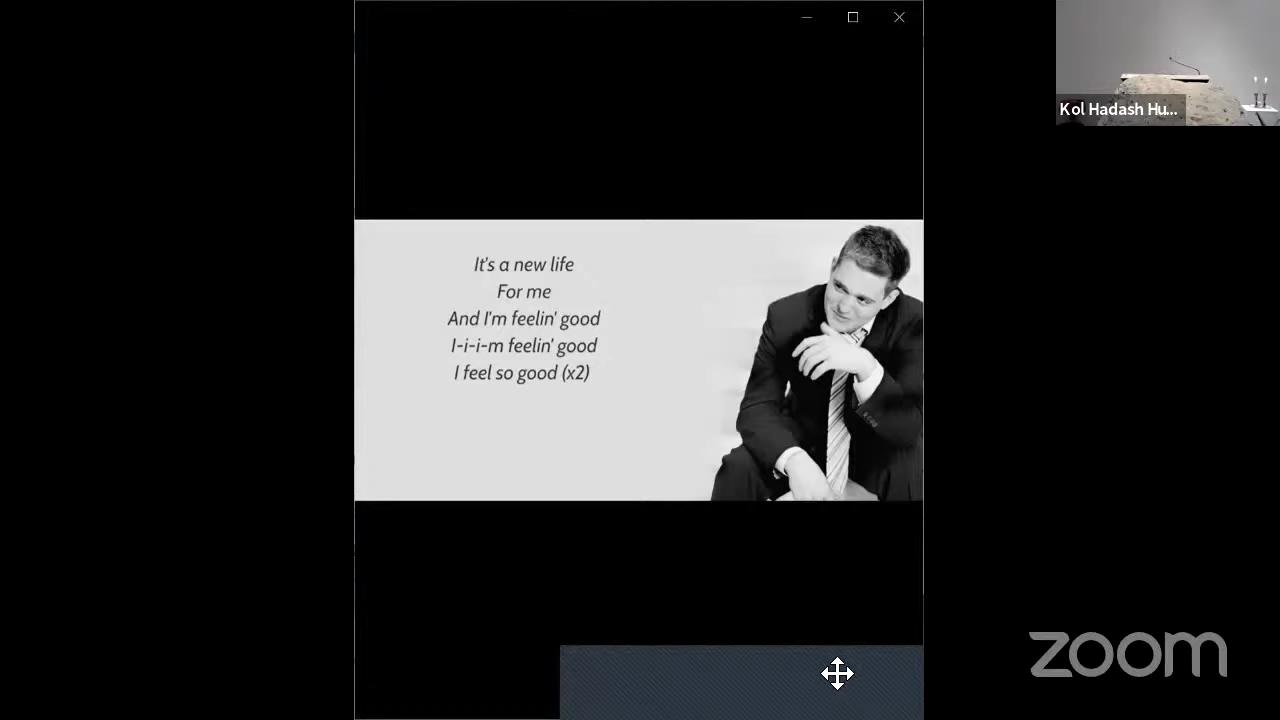 It's a new life
For me
And I'm feelin' good
I-i-i-m feelin' good
I feel so good (x2)
Kol Hadash Hu...
zoom